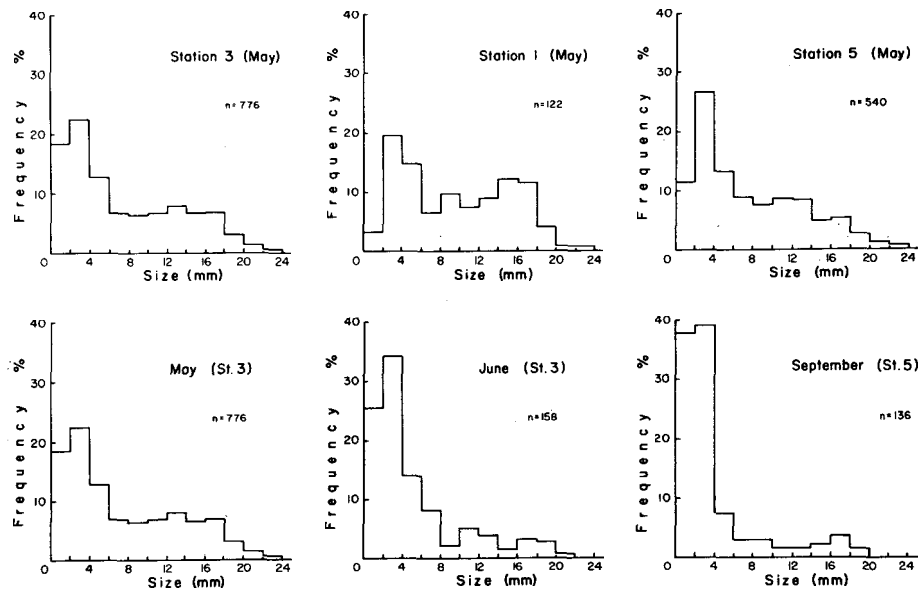 40
30
20
10
0
Frequency %
Station 3 (May)
n=776
4 8 12 16 20 24
Size (mm)
40
30
20
10
0
Frequency %
Station 1 (May)
n=122
4 8 12 16 20 24
Size (mm)
40
30
20
10
0
Frequency %
Station 5 (May)
n=540
4 8 12 16 20 24
Size (mm)
40
30
20
10
0
Frequency %
May (St.3)
n=776
4 8 12 16 20 24
Size (mm)
40
30
20
10
0
Frequency %
June (St.3)
n=158
4 8 12 16 20 24
Size (mm)
40
30
20
10
0
Frequency %
September (St.5)
n=136
4 8 12 16 20 24
Size (mm)